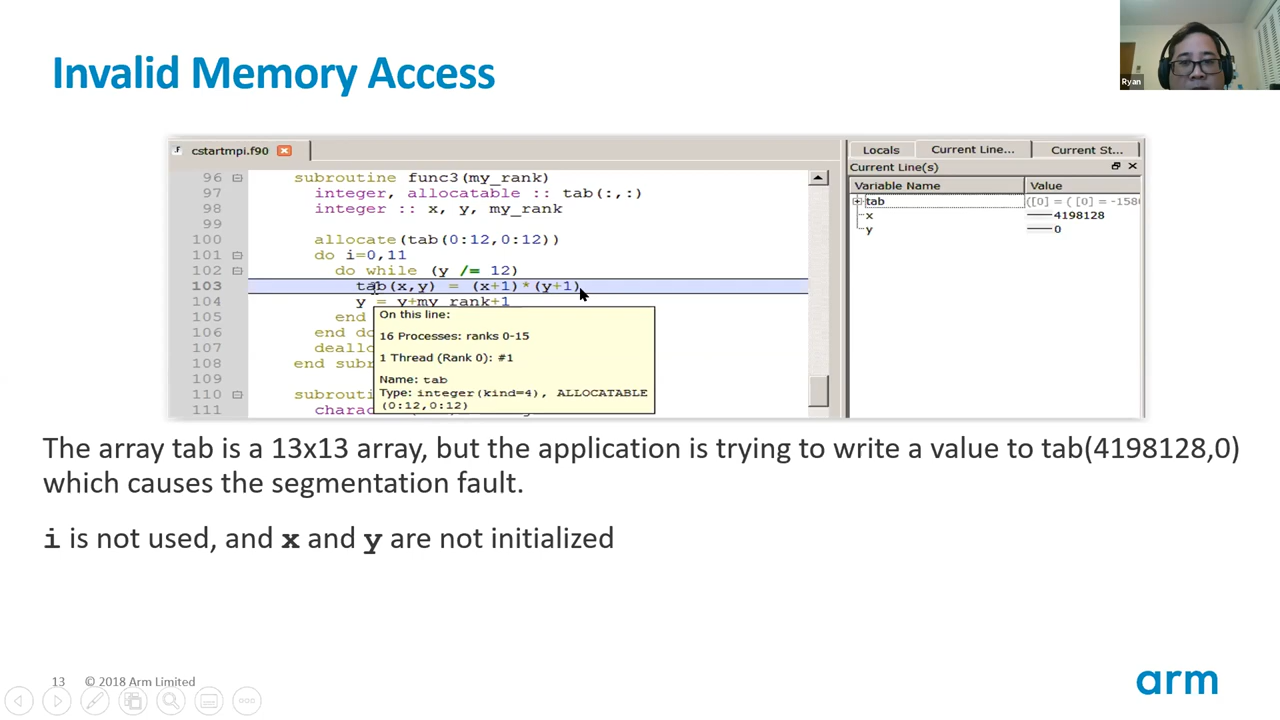 Invalid Memory Access
Ryan
cstartmpi.f90
96 subroutine func3(my_rank)
97 integer, allocatable :: tab(:,:)
98 integer :: x, y, my_rank
99
100 allocate(tab(0:12,0:12))
101 do i=0,11
102 do while (y /= 12)
103 tab(x,y) = (x+1)*(y+1)
104 y = y+my_rank+1
105 end
106 end do
107 deallo
108 end subr
109
110 subrouti
111 charac
On this line:
16 Processes: ranks 0-15
1 Thread (Rank 0): #1
Name: tab
Type: integer(kind=4), ALLOCATABLE
(0:12,0:12)
Locals Current Line... Current St...
Current Line(s)
Variable Name Value
tab ([0] = ( [0] = -1580
x 4198128
y 0
The array tab is a 13x13 array, but the application is trying to write a value to tab(4198128,0)
which causes the segmentation fault.
i is not used, and x and y are not initialized
13 © 2018 Arm Limited
arm